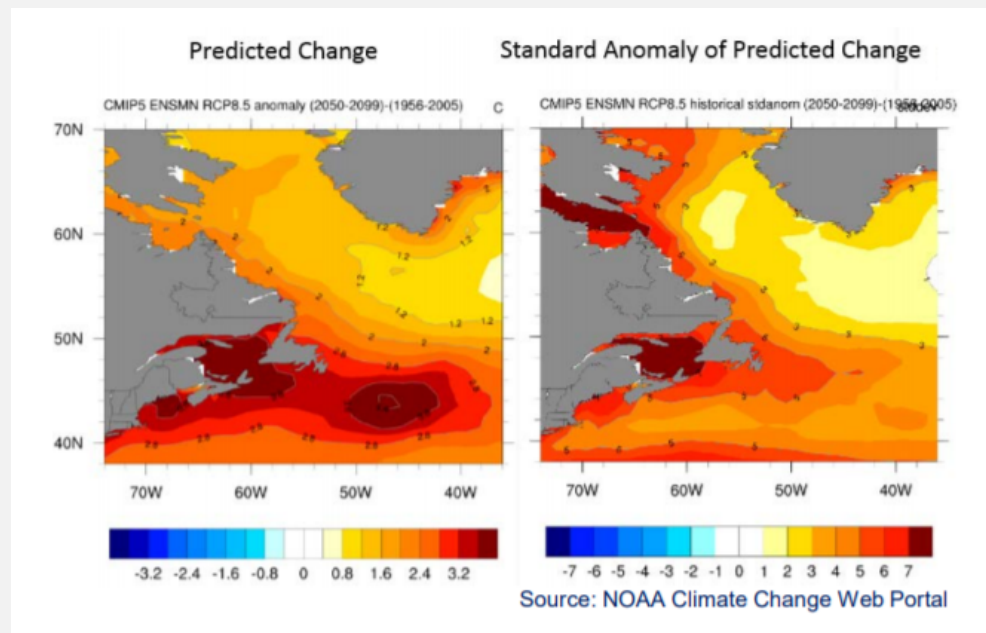 Predicted Change
Standard Anomaly of Predicted Change
CMIP5 ENSMN RCP8.5 anomaly (2050-2099)-(1956-2005) C
CMIP5 ENSMN RCP8.5 historical stdanom (2050-2099)-(1956-2005)
70N
60N
50N
40N
70W 60W 50W 40W
70W 60W 50W 40W
-3.2 -2.4 -1.6 -0.8 0 0.8 1.6 2.4 3.2
-7 -6 -5 -4 -3 -2 -1 0 1 2 3 4 5 6 7
Source: NOAA Climate Change Web Portal